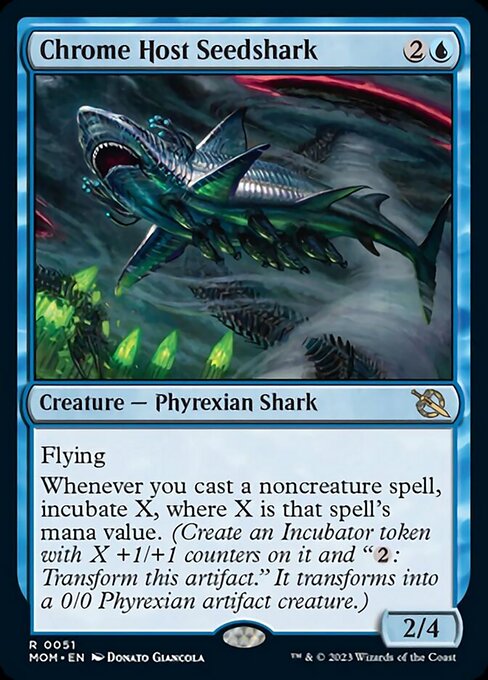 Chrome Host Seedshark 2
Creature — Phyrexian Shark
Flying
Whenever you cast a noncreature spell,
incubate X, where X is that spell's
mana value. (Create an Incubator token
with X +1/+1 counters on it and “2:
Transform this artifact.” It transforms into
a 0/0 Phyrexian artifact creature.)
2/4
R 0051
MOM • EN Donato Giancola
™ & © 2023 Wizards of the Coast